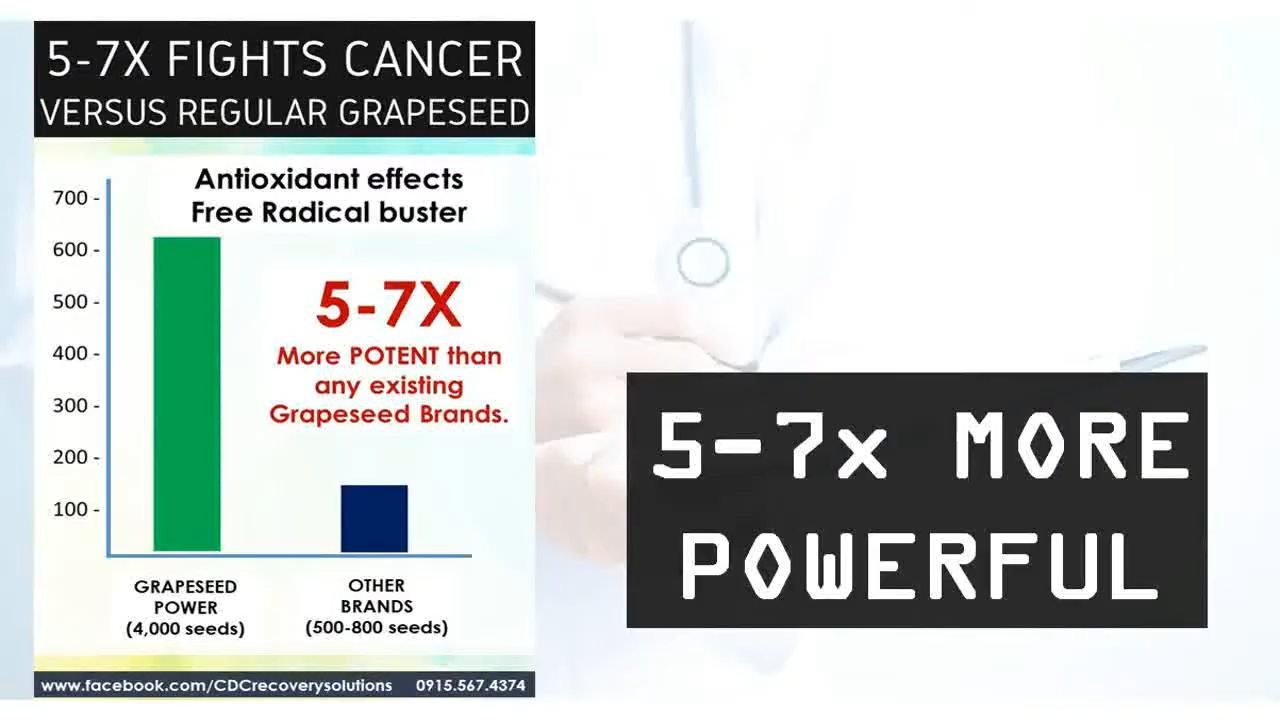 5-7X FIGHTS CANCER
VERSUS REGULAR GRAPESEED
Antioxidant effects
Free Radical buster
700 -
600 -
500 -
400 -
300 -
200 -
100 -
5-7X
More POTENT than
any existing
Grapeseed Brands.
GRAPESEED
POWER
(4,000 seeds)
OTHER
BRANDS
(500-800 seeds)
www.facebook.com/CDCrecoverysolutions 0915.567.4374
5-7x MORE
POWERFUL